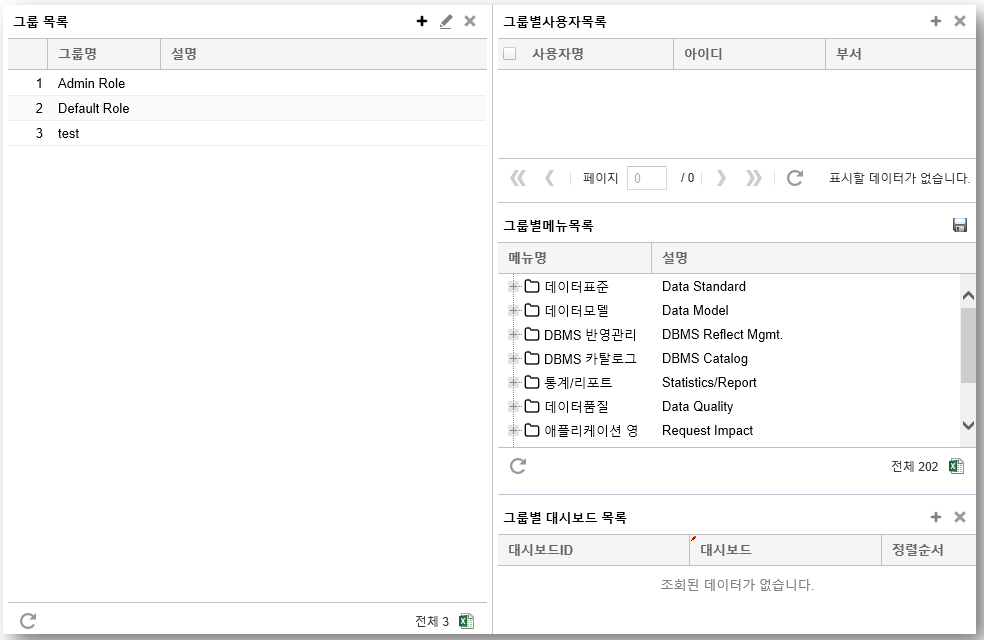 그룹 목록
그룹명 설명
1 Admin Role
2 Default Role
3 test
전체 3
그룹별사용자목록
사용자명 아이디 부서
페이지 0 / 0 표시할 데이터가 없습니다.
그룹별메뉴목록
메뉴명 설명
데이터표준 Data Standard
데이터모델 Data Model
DBMS 반영관리 DBMS Reflect Mgmt.
DBMS 카탈로그 DBMS Catalog
통계/리포트 Statistics/Report
데이터품질 Data Quality
애플리케이션 영 Request Impact
전체 202
그룹별 대시보드 목록
대시보드ID 대시보드 정렬순서
조회된 데이터가 없습니다.